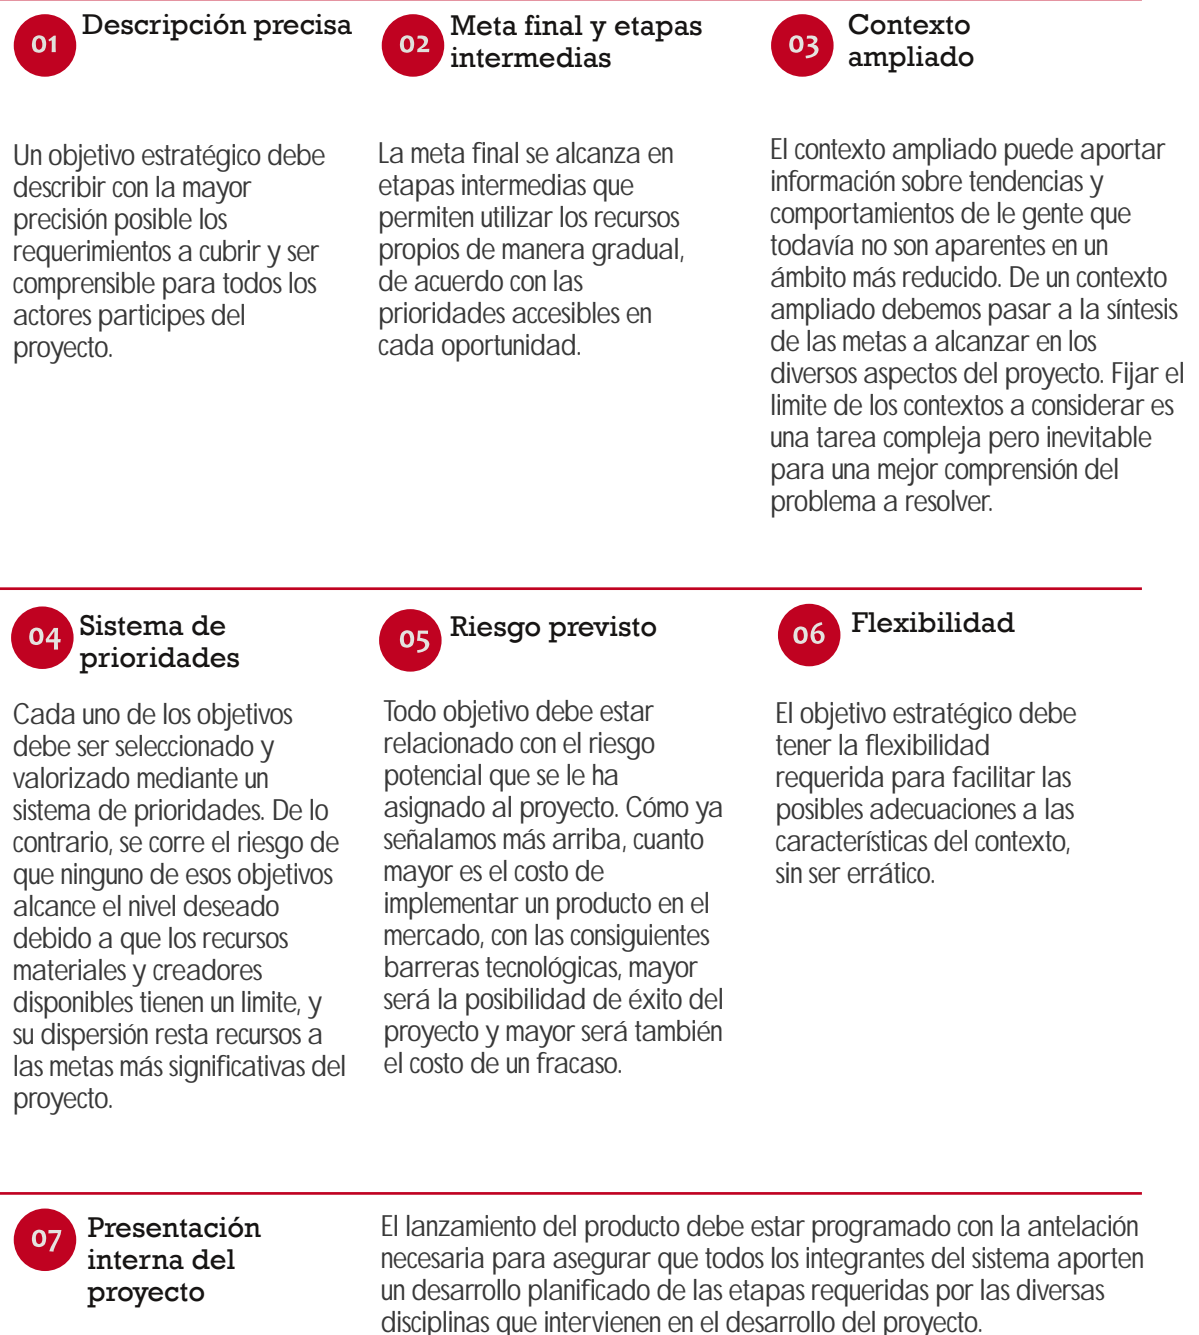 01
Descripción precisa
Un objetivo estratégico debe
describir con la mayor
precisión posible los
requerimientos a cubrir y ser
comprensible para todos los
actores participes del
proyecto.
02
Meta final y etapas
intermedias
La meta final se alcanza en
etapas intermedias que
permiten utilizar los recursos
propios de manera gradual,
de acuerdo con las
prioridades accesibles en
cada oportunidad.
03
Contexto
ampliado
El contexto ampliado puede aportar
información sobre tendencias y
comportamientos de le gente que
todavía no son aparentes en un
ámbito más reducido. De un contexto
ampliado debemos pasar a la síntesis
de las metas a alcanzar en los
diversos aspectos del proyecto. Fijar el
limite de los contextos a considerar es
una tarea compleja pero inevitable
para una mejor comprensión del
problema a resolver.
04
Sistema de
prioridades
Cada uno de los objetivos
debe ser seleccionado y
valorizado mediante un
sistema de prioridades. De lo
contrario, se corre el riesgo de
que ninguno de esos objetivos
alcance el nivel deseado
debido a que los recursos
materiales y creadores
disponibles tienen un limite, y
su dispersión resta recursos a
las metas más significativas del
proyecto.
05
Riesgo previsto
Todo objetivo debe estar
relacionado con el riesgo
potencial que se le ha
asignado al proyecto. Cómo ya
señalamos más arriba, cuanto
mayor es el costo de
implementar un producto en el
mercado, con las consiguientes
barreras tecnológicas, mayor
será la posibilidad de éxito del
proyecto y mayor será también
el costo de un fracaso.
06
Flexibilidad
El objetivo estratégico debe
tener la flexibilidad
requerida para facilitar las
posibles adecuaciones a las
características del contexto,
sin ser errático.
07
Presentación
interna del
proyecto
El lanzamiento del producto debe estar programado con la antelación
necesaria para asegurar que todos los integrantes del sistema aporten
un desarrollo planificado de las etapas requeridas por las diversas
disciplinas que intervienen en el desarrollo del proyecto.